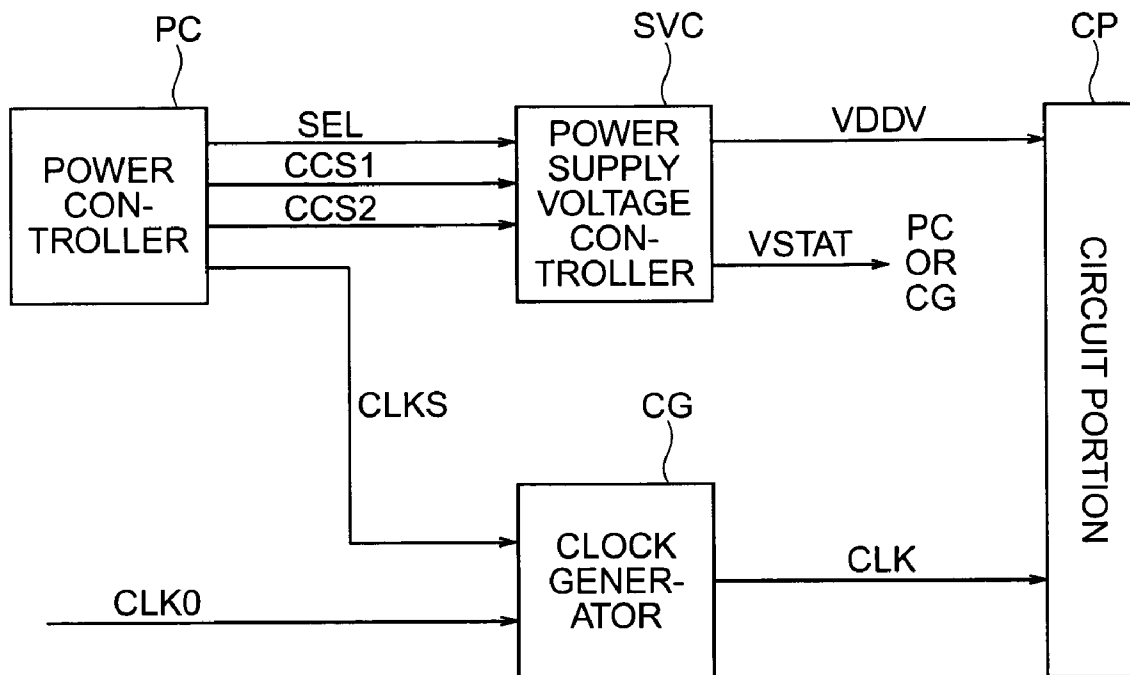 PC
SVC
CP
POWER
CON-
TROLLER
SEL
CCS1
CCS2
POWER
SUPPLY
VOLTAGE
CON-
TROLLER
VDDV
VSTAT
PC
OR
CG
CIRCUIT PORTION
CLKS
CG
CLOCK
GENER-
ATOR
CLK
CLK0